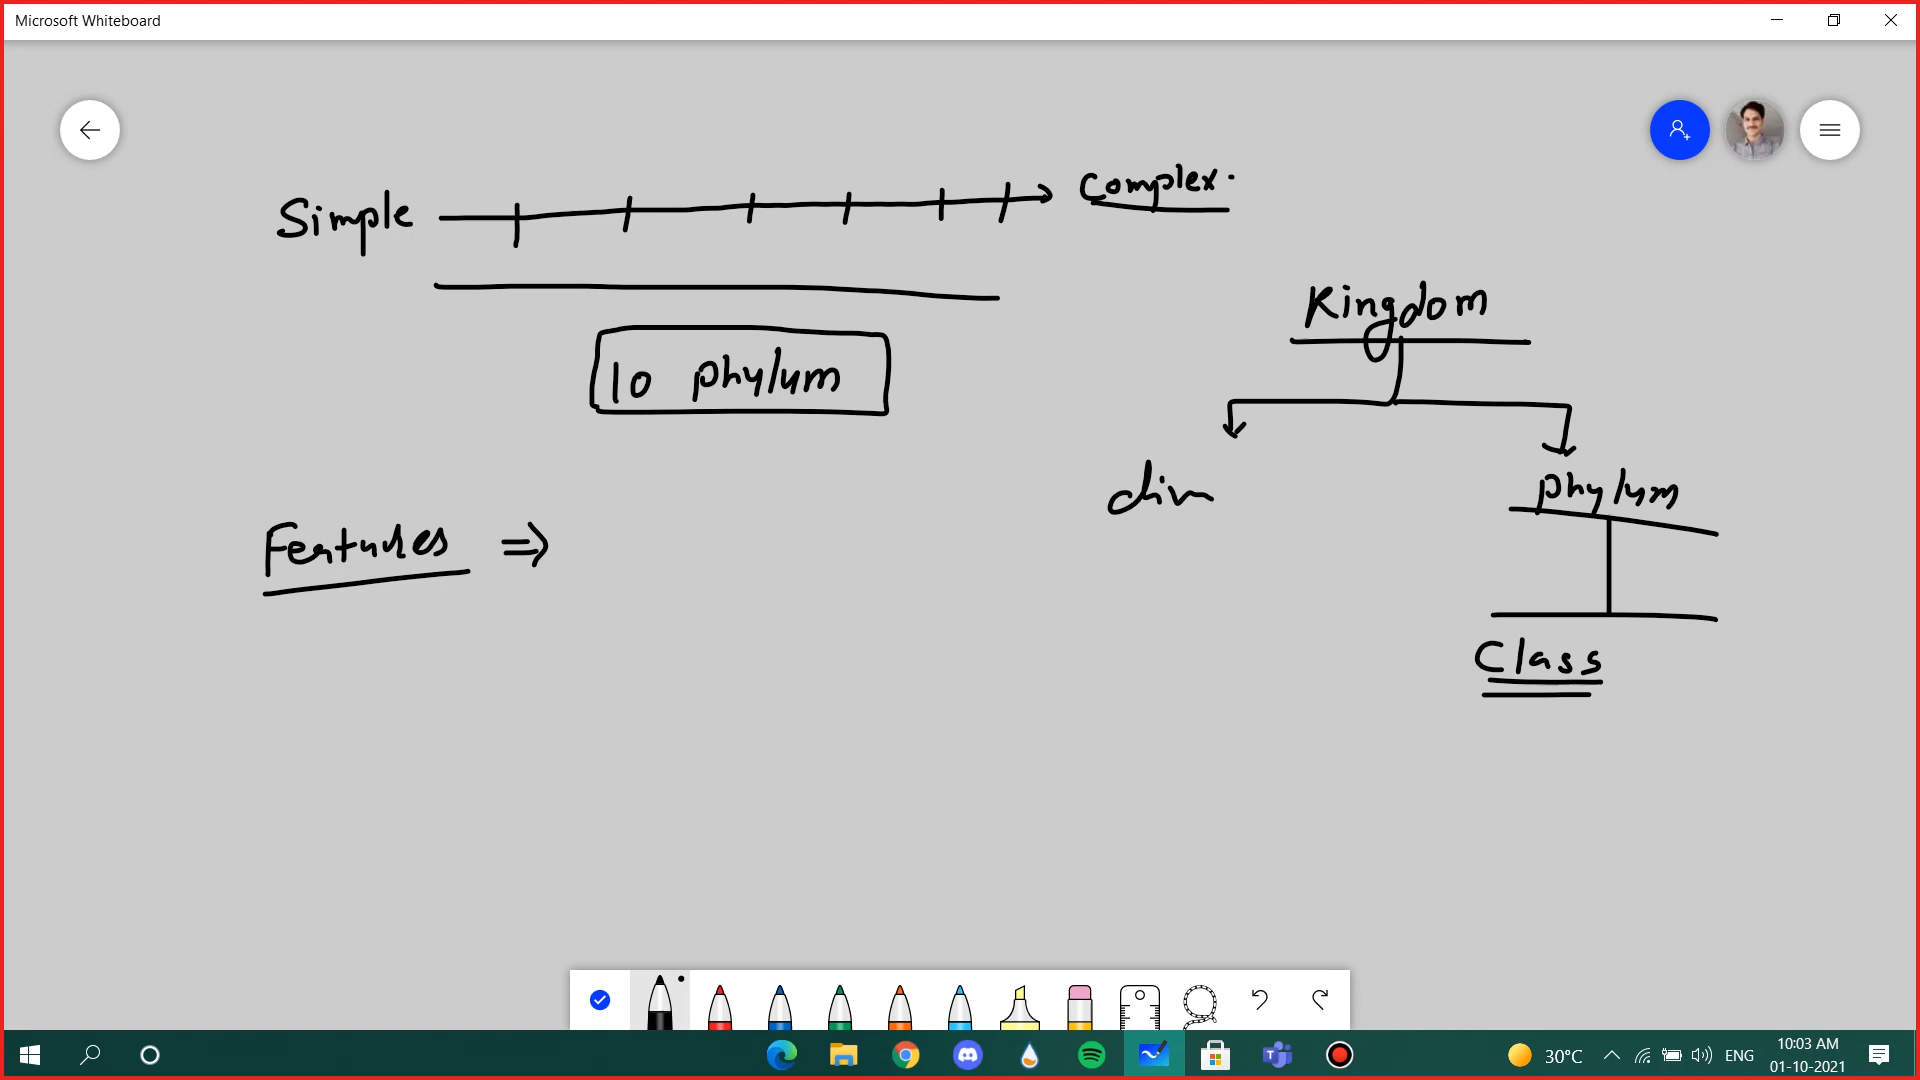 Microsoft Whiteboard
Simple
Complex.
Kingdom
10 phylum
div
phylum
Features ⇒
Class
30°C
ENG
10:03 AM
01-10-2021